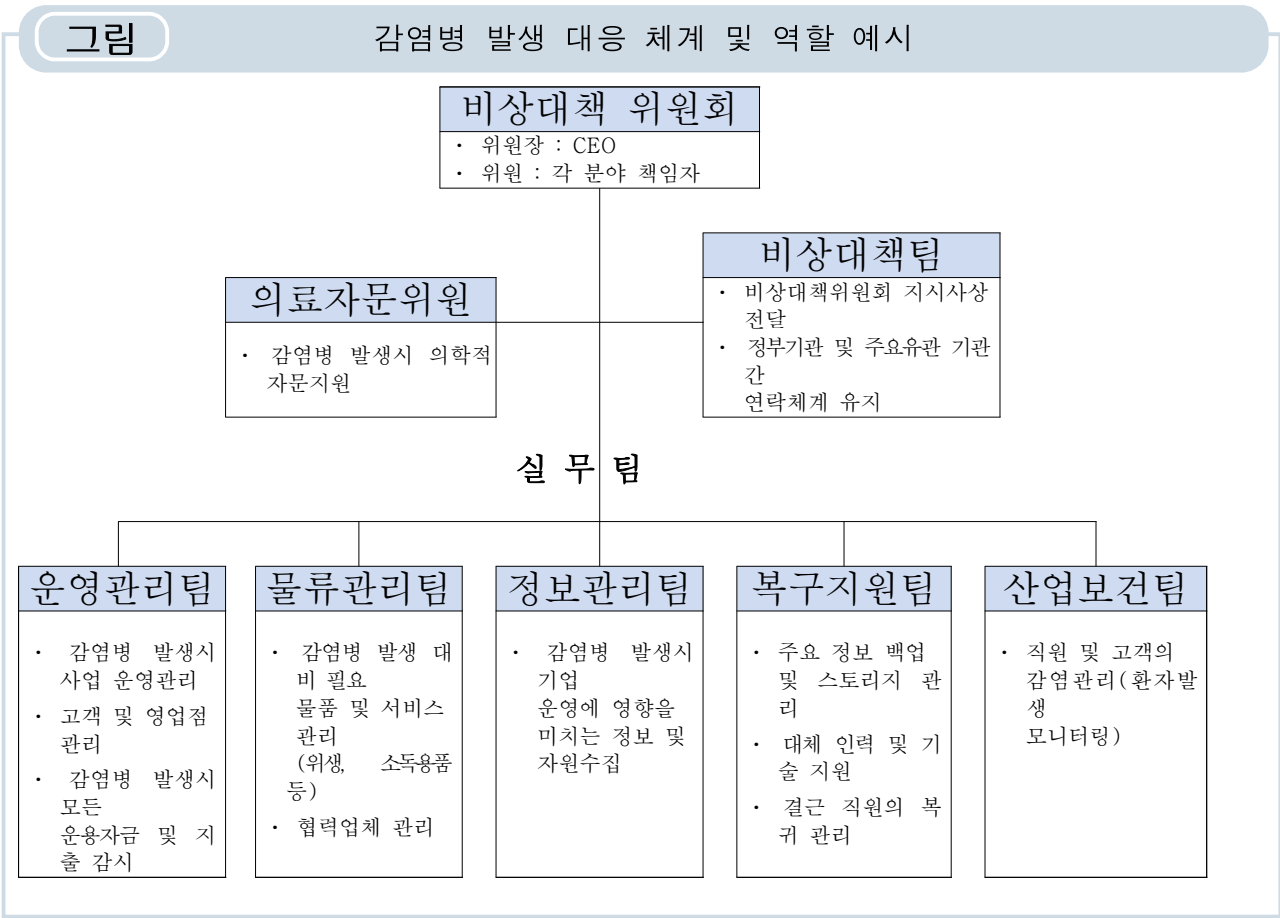 그림
감염병 발생 대응 체계 및 역할 예시
비상대책 위원회
· 위원장 : CEO
· 위원 : 각 분야 책임자
비상대책팀
· 비상대책위원회 지시사상
전달
· 정부기관 및 주요유관 기관
간
연락체계 유지
의료자문위원
· 감염병 발생시 의학적
자문지원
실 무 팀
운영관리팀
· 감염병 발생시
사업 운영관리
· 고객 및 영업점
관리
· 감염병 발생시
모든
운용자금 및 지
출 감시
물류관리팀
· 감염병 발생 대
비 필요
물품 및 서비스
관리
(위생, 소독용품
등)
· 협력업체 관리
정보관리팀
· 감염병 발생시
기업
운영에 영향을
미치는 정보 및
자원수집
복구지원팀
· 주요 정보 백업
및 스토리지 관
리
· 대체 인력 및 기
술 지원
· 결근 직원의 복
귀 관리
산업보건팀
· 직원 및 고객의
감염관리(환자발
생
모니터링)